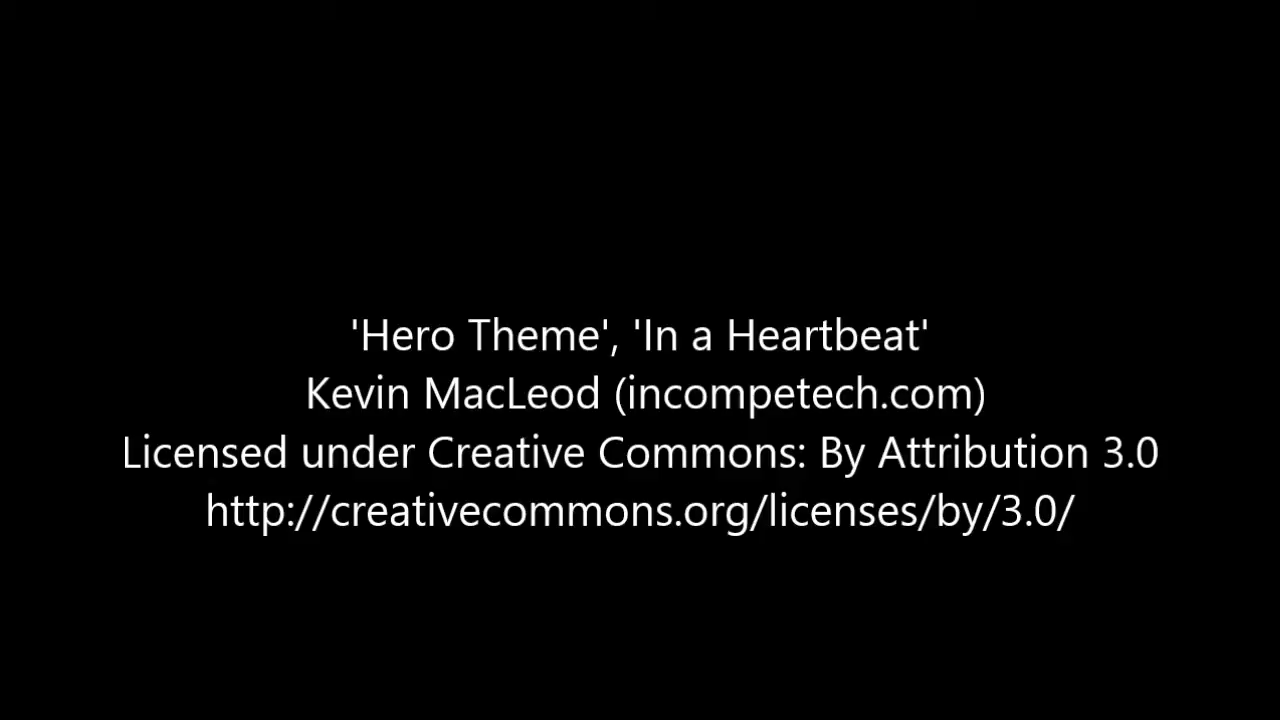 'Hero Theme', 'In a Heartbeat'
Kevin MacLeod (incompetech.com)
Licensed under Creative Commons: By Attribution 3.0
http://creativecommons.org/licenses/by/3.0/